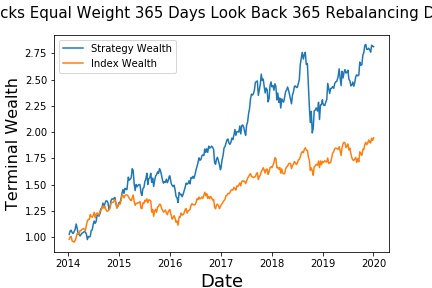 cks Equal Weight 365 Days Look Back 365 Rebalancing D
Strategy Wealth
Index Wealth
Terminal Wealth
2.75
2.50
2.25
2.00
1.75
1.50
1.25
1.00
2014 2015 2016 2017 2018 2019 2020
Date